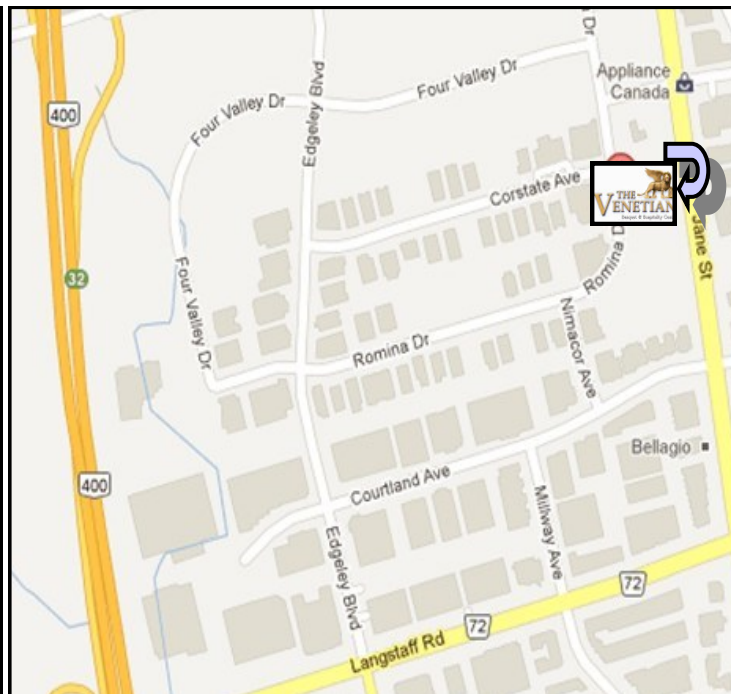 Four Valley Dr
Appliance
Canada
Edgeley Blvd
Four Valley Dr
400
Corstate Ave
THE
VENETIAN
Jane St
Romina D
32
Four Valley Dr
Romina Dr
Nimacor Ave
Bellagio
400
Courtland Ave
Millway Ave
Edgeley Blvd
72
72
Langstaff Rd